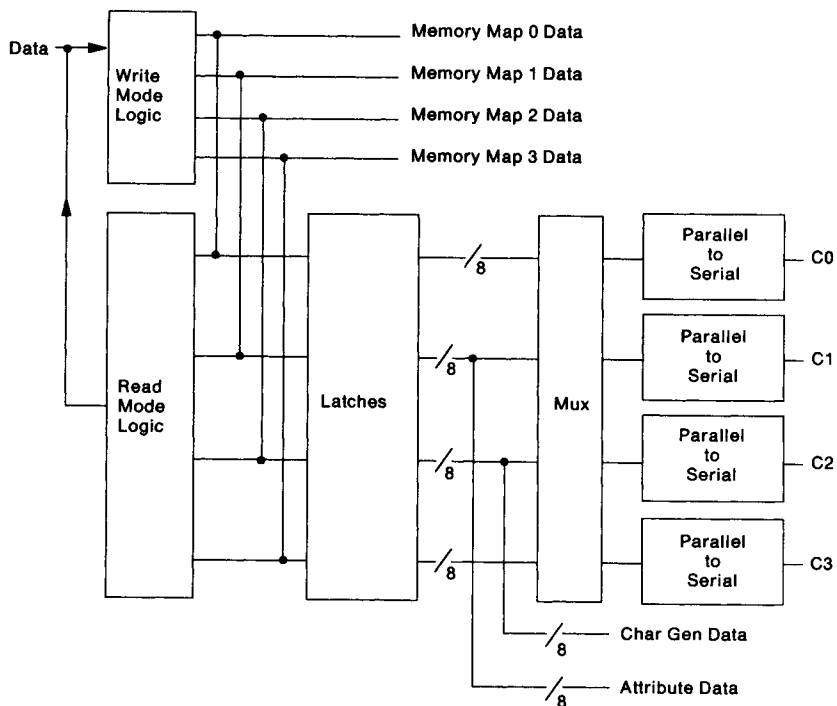 Data
Write
Mode
Logic
Memory Map 0 Data
Memory Map 1 Data
Memory Map 2 Data
Memory Map 3 Data
Read
Mode
Logic
Latches
8
8
8
8
Mux
Parallel
to
Serial
C0
Parallel
to
Serial
C1
Parallel
to
Serial
C2
Parallel
to
Serial
C3
8
Char Gen Data
8
Attribute Data